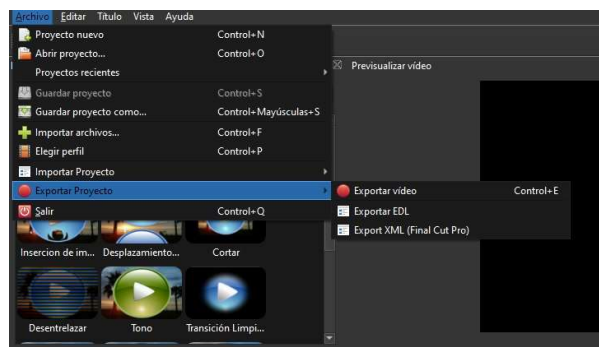 Archivo Editar Título Vista Ayuda
Proyecto nuevo Control+N
Abrir proyecto... Control+O
Proyectos recientes
Guardar proyecto Control+S
Guardar proyecto como... Control+Mayúsculas+S
Importar archivos... Control+F
Elegir perfil Control+P
Importar Proyecto
Exportar Proyecto
Salir Control+Q
Previsualizar vídeo
Exportar vídeo Control+E
Exportar EDL
Export XML (Final Cut Pro)
Insercion de im... Desplazamiento... Cortar
Desentrelazar Tono Transición Limpi...